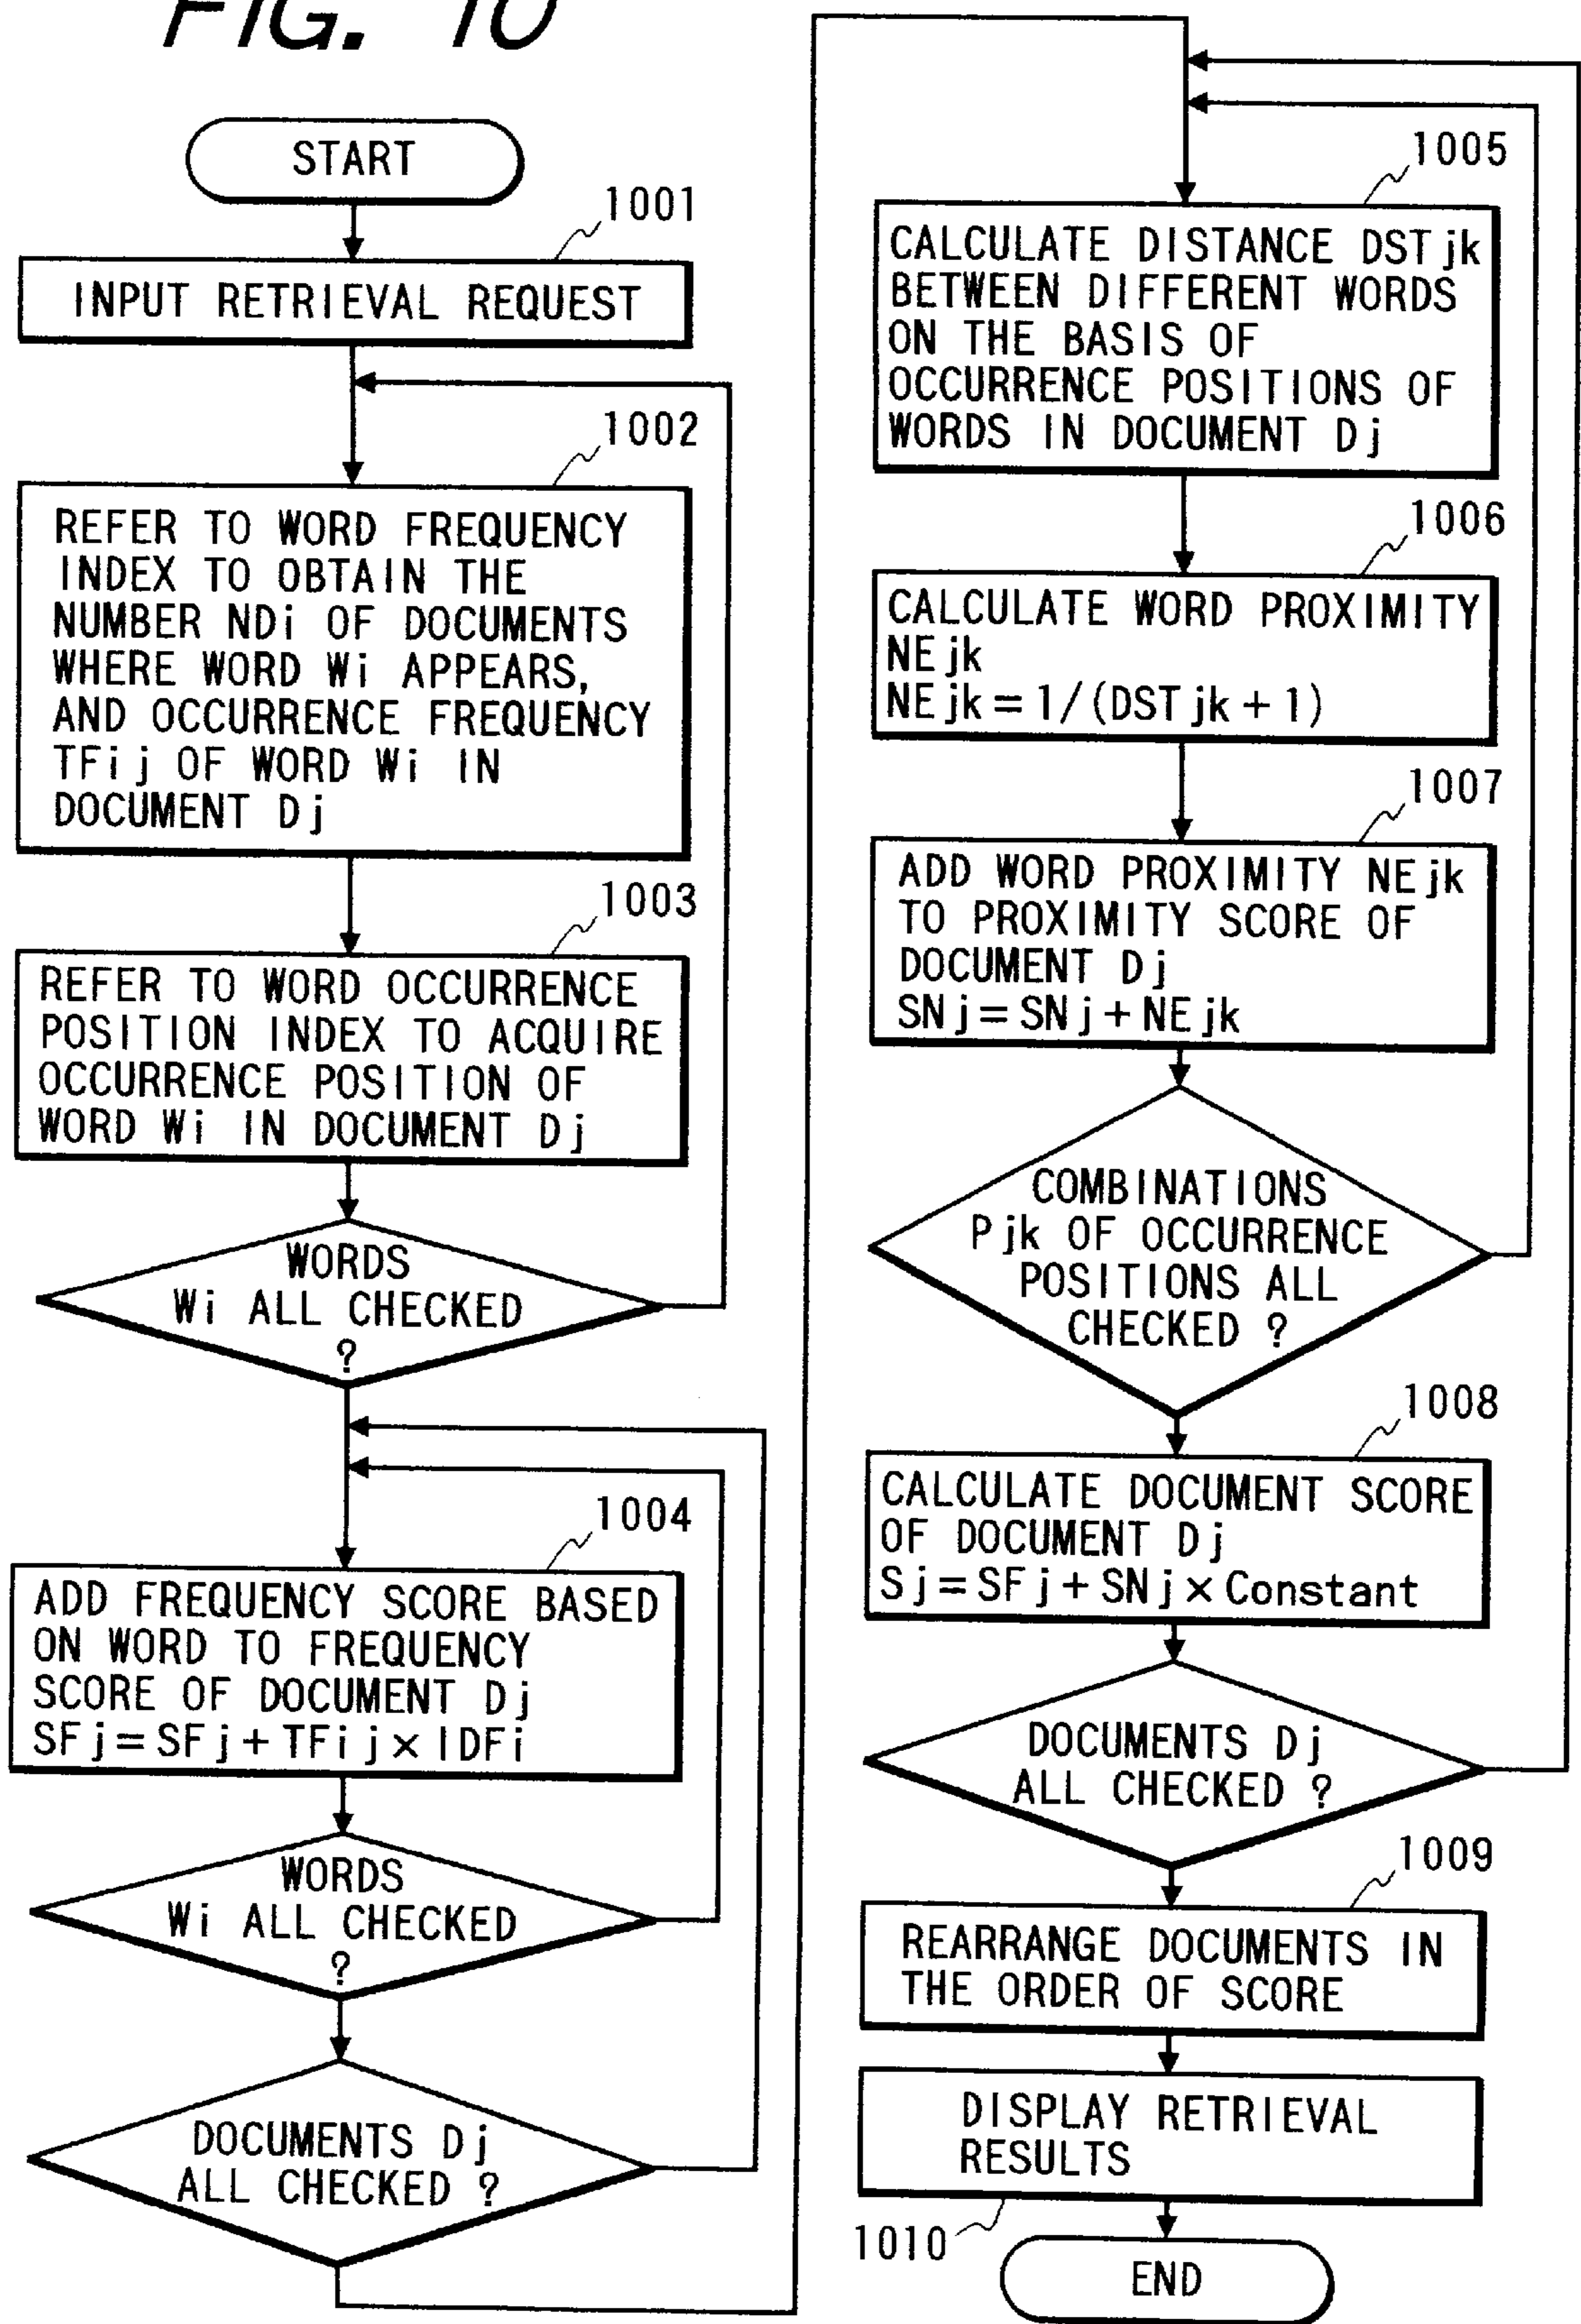 FIG. 10
START
1001
INPUT RETRIEVAL REQUEST
1002
REFER TO WORD FREQUENCY
INDEX TO OBTAIN THE
NUMBER NDi OF DOCUMENTS
WHERE WORD Wi APPEARS,
AND OCCURRENCE FREQUENCY
TFij OF WORD Wi IN
DOCUMENT Dj
1003
REFER TO WORD OCCURRENCE
POSITION INDEX TO ACQUIRE
OCCURRENCE POSITION OF
WORD Wi IN DOCUMENT Dj
WORDS
Wi ALL CHECKED
?
1004
ADD FREQUENCY SCORE BASED
ON WORD TO FREQUENCY
SCORE OF DOCUMENT Dj
SFj=SFj+TFij×IDFi
WORDS
Wi ALL CHECKED
?
DOCUMENTS Dj
ALL CHECKED ?
1005
CALCULATE DISTANCE DSTjk
BETWEEN DIFFERENT WORDS
ON THE BASIS OF
OCCURRENCE POSITIONS OF
WORDS IN DOCUMENT Dj
1006
CALCULATE WORD PROXIMITY
NEjk
NEjk=1/(DSTjk+1)
1007
ADD WORD PROXIMITY NEjk
TO PROXIMITY SCORE OF
DOCUMENT Dj
SNj=SNj+NEjk
COMBINATIONS
Pjk OF OCCURRENCE
POSITIONS ALL
CHECKED ?
1008
CALCULATE DOCUMENT SCORE
OF DOCUMENT Dj
Sj=SFj+SNj×Constant
DOCUMENTS Dj
ALL CHECKED ?
1009
REARRANGE DOCUMENTS IN
THE ORDER OF SCORE
DISPLAY RETRIEVAL
RESULTS
1010
END